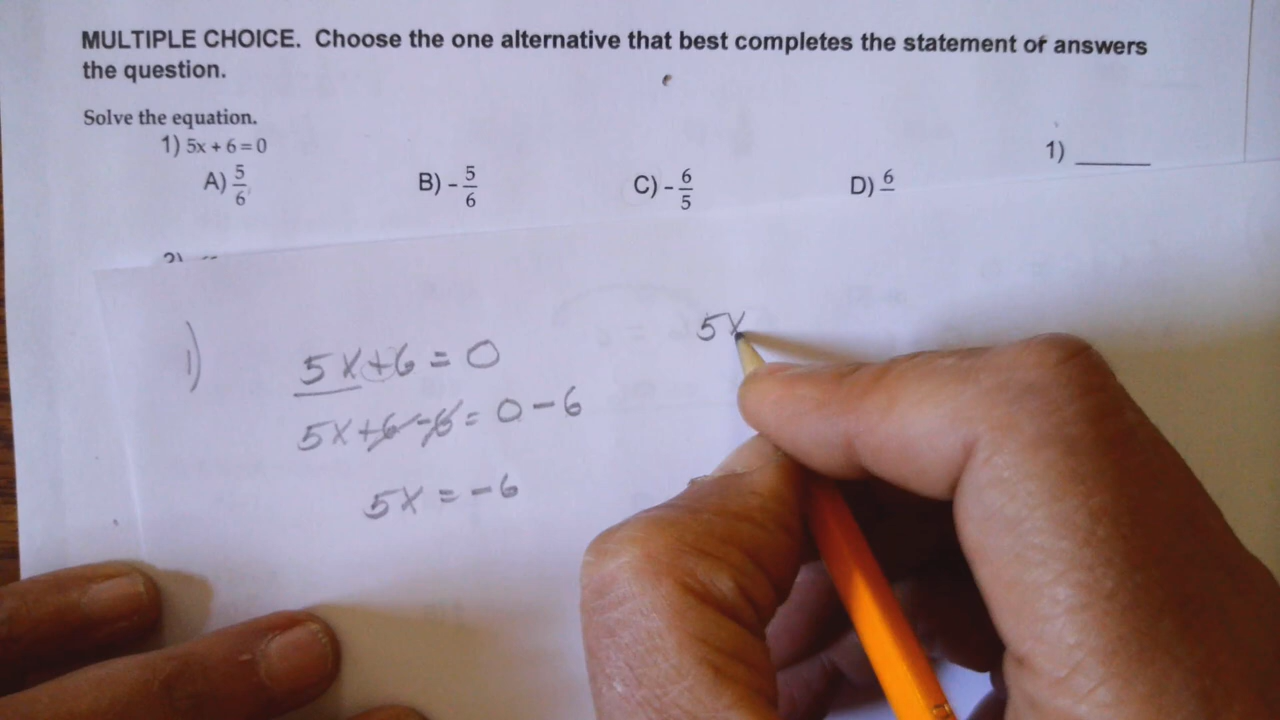 MULTIPLE CHOICE. Choose the one alternative that best completes the statement or answers
the question.
Solve the equation.
1) 5x + 6 = 0
1) ______
A) 5/6
B) - 5/6
C) - 6/5
D) 6
1)
5x+6 = 0
5x+6-6 = 0-6
5x = -6
5x